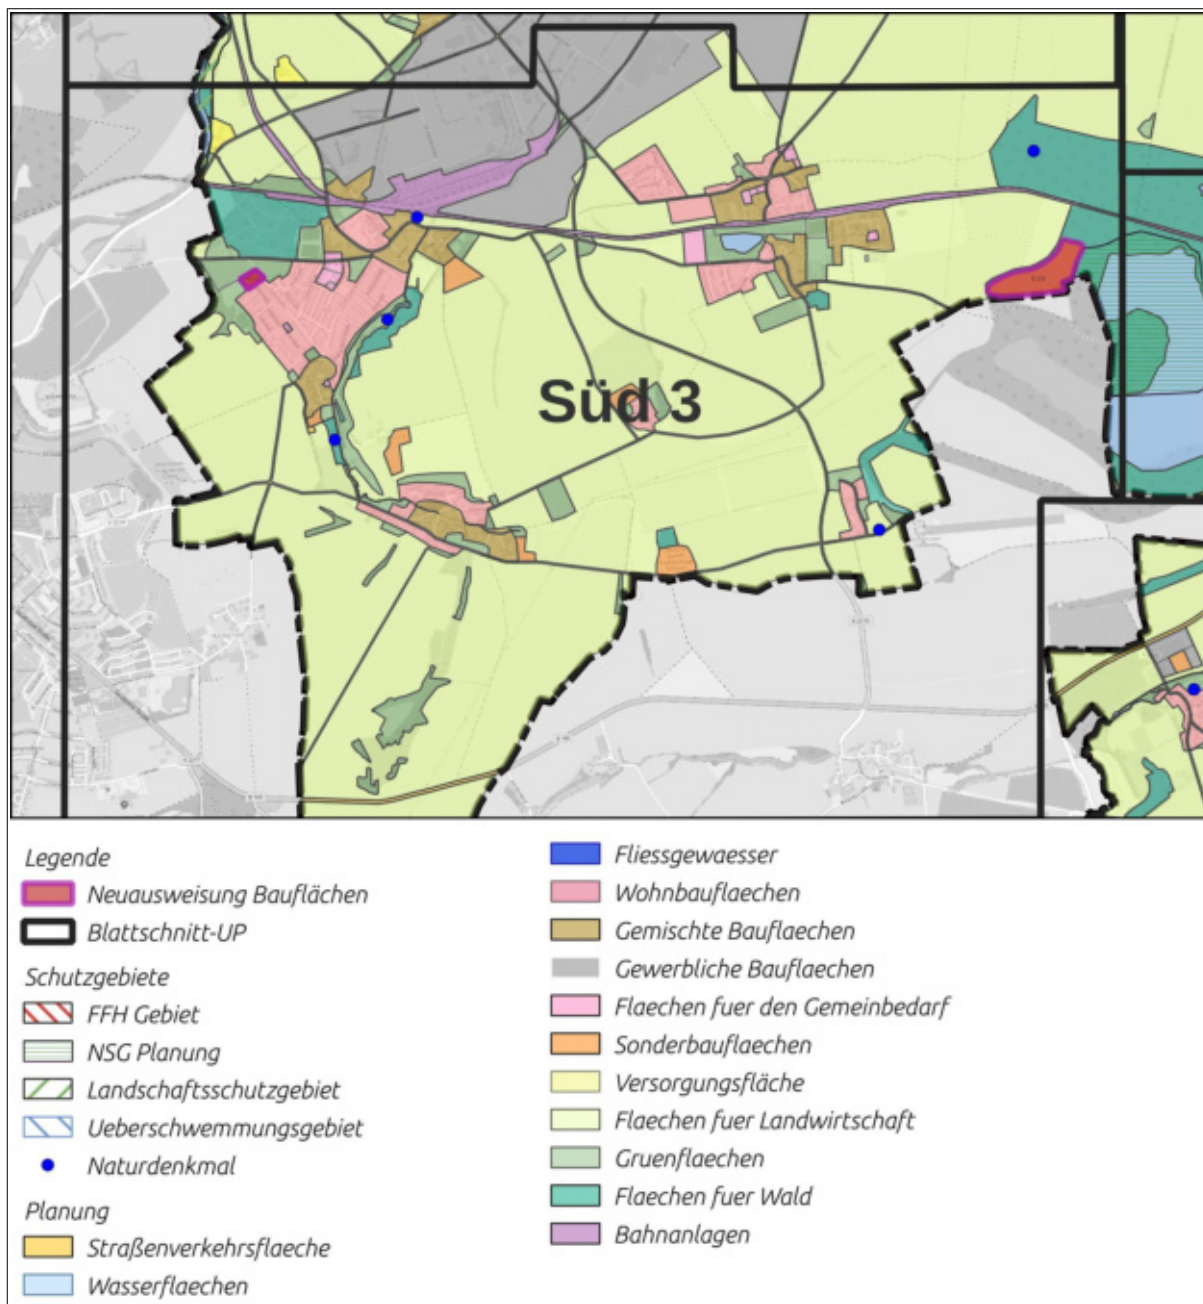 Süd 3
Legende
Neuausweisung Bauflächen
Blattschnitt-UP
Schutzgebiete
FFH Gebiet
NSG Planung
Landschaftsschutzgebiet
Ueberschwemmungsgebiet
Naturdenkmal
Planung
Straßenverkehrsflaeche
Wasserflaechen
Fliessgewaesser
Wohnbauflaechen
Gemischte Bauflaechen
Gewerbliche Bauflaechen
Flaechen fuer den Gemeinbedarf
Sonderbauflaechen
Versorgungsfläche
Flaechen fuer Landwirtschaft
Gruenflaechen
Flaechen fuer Wald
Bahnanlagen